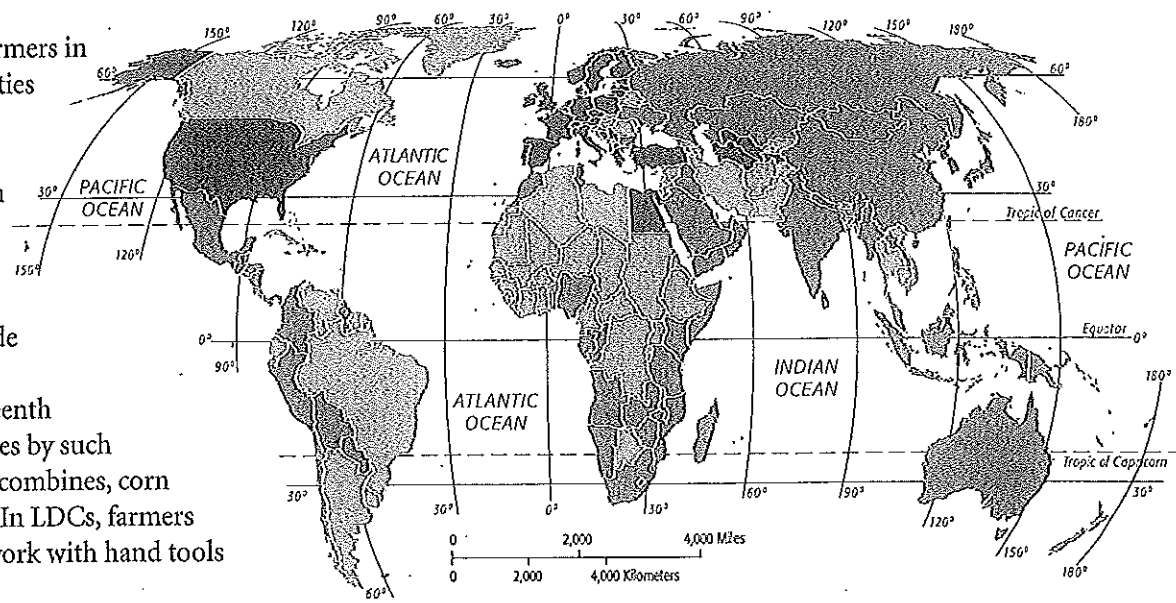 rmers in
ties
n
le
eenth
es by such
combines, corn
In LDCs, farmers
work with hand tools
150°
120°
90°
60°
30°
0°
30°
60°
90°
120°
150°
180°
60°
60°
180°
ATLANTIC
OCEAN
30°
PACIFIC
OCEAN
30°
Tropic of Cancer
150°
120°
PACIFIC
OCEAN
0°
90°
Equator
0°
INDIAN
OCEAN
180°
ATLANTIC
OCEAN
Tropic of Capricorn
30°
30°
0°
30°
60°
90°
30°
120°
150°
180°
60°
0
2,000
4,000 Miles
0
2,000
4,000 Kilometers